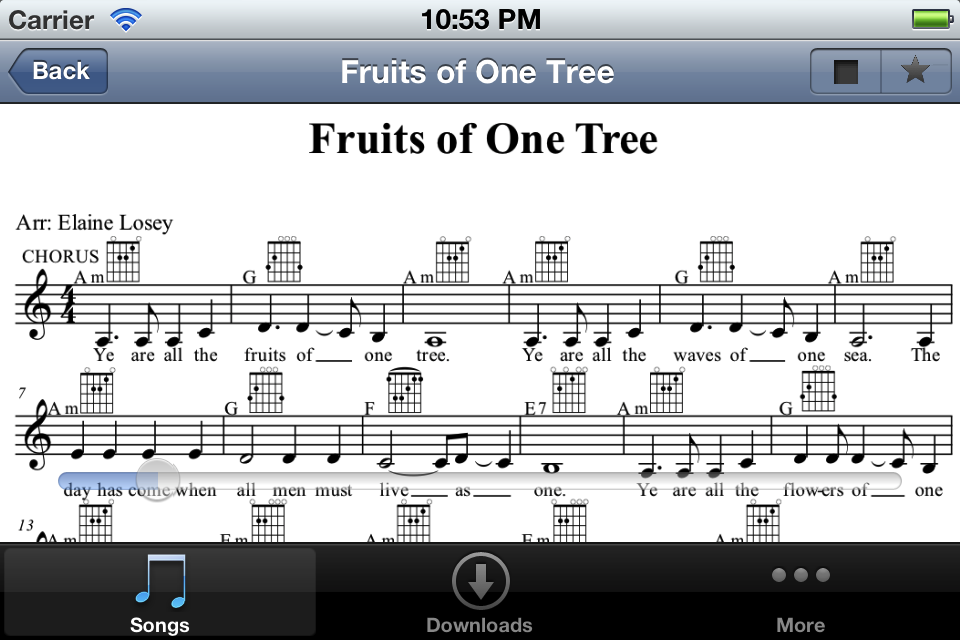 Carrier 10:53 PM
Back Fruits of One Tree
Fruits of One Tree
Arr: Elaine Losey
CHORUS
Am G Am Am G Am
4
4
Ye are all the fruits of ___ one tree. Ye are all the waves of ___ one sea. The
7
Am G F E7 Am G
day has come when all men must live ___ as ___ one. Ye are all the flow-ers of ___ one
13
Am Em Am Em Am
Songs Downloads More